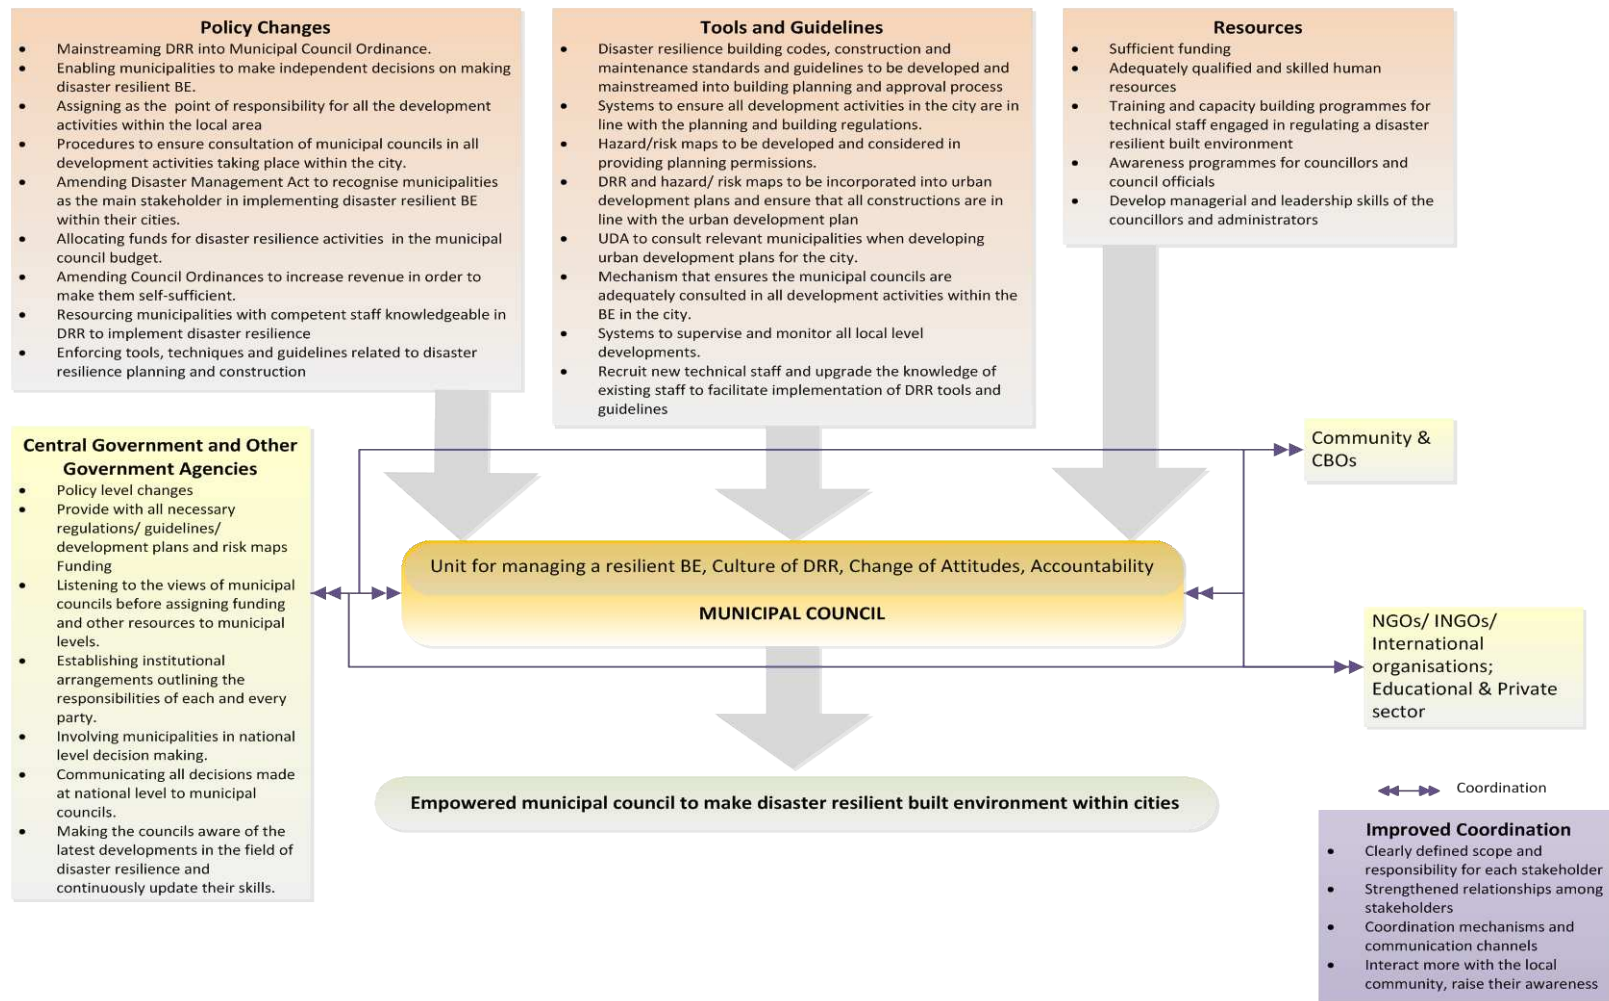 Policy Changes
• Mainstreaming DRR into Municipal Council Ordinance.
• Enabling municipalities to make independent decisions on making
disaster resilient BE.
• Assigning as the point of responsibility for all the development
activities within the local area
• Procedures to ensure consultation of municipal councils in all
development activities taking place within the city.
• Amending Disaster Management Act to recognise municipalities
as the main stakeholder in implementing disaster resilient BE
within their cities.
• Allocating funds for disaster resilience activities in the municipal
council budget.
• Amending Council Ordinances to increase revenue in order to
make them self-sufficient.
• Resourcing municipalities with competent staff knowledgeable in
DRR to implement disaster resilience
• Enforcing tools, techniques and guidelines related to disaster
resilience planning and construction
Tools and Guidelines
• Disaster resilience building codes, construction and
maintenance standards and guidelines to be developed and
mainstreamed into building planning and approval process
• Systems to ensure all development activities in the city are in
line with the planning and building regulations.
• Hazard/risk maps to be developed and considered in
providing planning permissions.
• DRR and hazard/ risk maps to be incorporated into urban
development plans and ensure that all constructions are in
line with the urban development plan
• UDA to consult relevant municipalities when developing
urban development plans for the city.
• Mechanism that ensures the municipal councils are
adequately consulted in all development activities within the
BE in the city.
• Systems to supervise and monitor all local level
developments.
• Recruit new technical staff and upgrade the knowledge of
existing staff to facilitate implementation of DRR tools and
guidelines
Resources
• Sufficient funding
• Adequately qualified and skilled human
resources
• Training and capacity building programmes for
technical staff engaged in regulating a disaster
resilient built environment
• Awareness programmes for councillors and
council officials
• Develop managerial and leadership skills of the
councillors and administrators
Central Government and Other
Government Agencies
• Policy level changes
• Provide with all necessary
regulations/ guidelines/
development plans and risk maps
Funding
• Listening to the views of municipal
councils before assigning funding
and other resources to municipal
levels.
• Establishing institutional
arrangements outlining the
responsibilities of each and every
party.
• Involving municipalities in national
level decision making.
• Communicating all decisions made
at national level to municipal
councils.
• Making the councils aware of the
latest developments in the field of
disaster resilience and
continuously update their skills.
Unit for managing a resilient BE, Culture of DRR, Change of Attitudes, Accountability
MUNICIPAL COUNCIL
Empowered municipal council to make disaster resilient built environment within cities
Community &
CBOs
NGOs/ INGOs/
International
organisations;
Educational & Private
sector
Coordination
Improved Coordination
• Clearly defined scope and
responsibility for each stakeholder
• Strengthened relationships among
stakeholders
• Coordination mechanisms and
communication channels
• Interact more with the local
community, raise their awareness